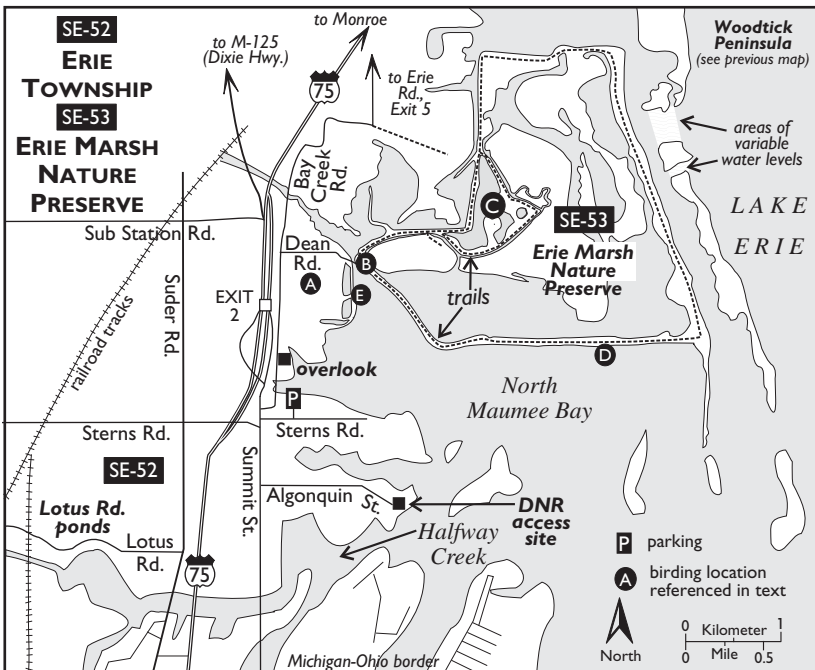 SE-52
ERIE
TOWNSHIP
SE-53
ERIE MARSH
NATURE
PRESERVE
to M-125
(Dixie Hwy.)
to Monroe
75
to Erie
Rd.,
Exit 5
Woodtick
Peninsula
(see previous map)
areas of
variable
water levels
LAKE
ERIE
Bay
Creek
Rd.
C
SE-53
Erie Marsh
Nature
Preserve
Sub Station Rd.
Dean
Rd.
A
B
E
trails
Suder Rd.
EXIT
2
railroad tracks
overlook
D
North
Maumee Bay
P
Sterns Rd.
Sterns Rd.
SE-52
Summit St.
Algonquin St.
DNR
access
site
Lotus Rd.
ponds
Lotus
Rd.
Halfway
Creek
75
P parking
A birding location
referenced in text
North
0 Kilometer 1
0 Mile 0.5
Michigan-Ohio border